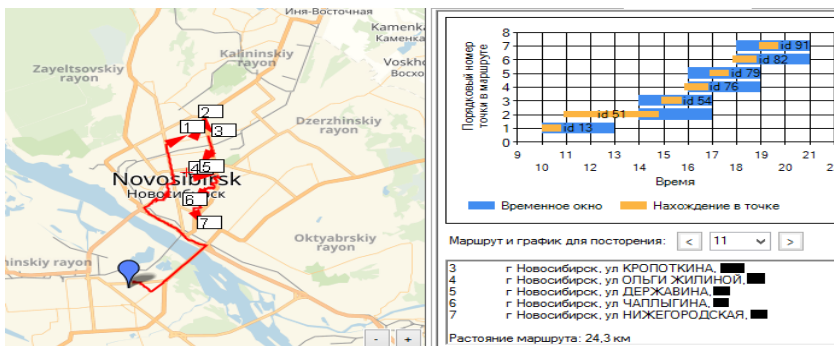 Иня-Восточная
Kamenka
Каменка
Kalininskiy
rayon
Zayeltsovskiy
rayon
Voskho
Восхо
2
1
3
Dzerzhinskiy
rayon
4
5
Novosibirsk
Новосибирск
6
7
Oktyabrskiy
rayon
ninskiy rayon
- +
Порядковый номер
точки в маршруте
8
7
6
5
4
3
2
1
0
id 91
id 82
id 79
id 76
id 54
id 51
id 13
9 11 13 15 17 19 21
10 12 14 16 18 20 22
Время
Временное окно Нахождение в точке
Маршрут и график для посторения: < 11 >
3 г Новосибирск, ул КРОПОТКИНА,
4 г Новосибирск, ул ОЛЬГИ ЖИЛИНОЙ,
5 г Новосибирск, ул ДЕРЖАВИНА,
6 г Новосибирск, ул ЧАПЛЫГИНА,
7 г Новосибирск, ул НИЖЕГОРОДСКАЯ,
Растояние маршрута: 24,3 км